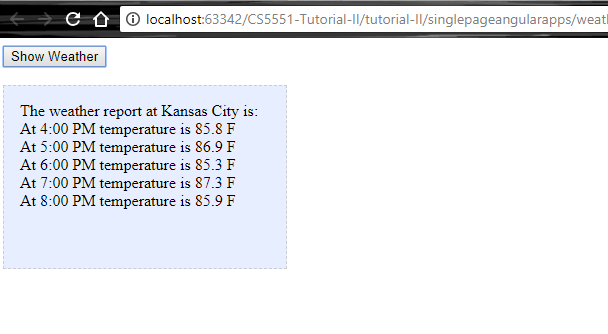 localhost:63342/CS5551-Tutorial-II/tutorial-II/singlepageangularapps/weat
Show Weather
The weather report at Kansas City is:
At 4:00 PM temperature is 85.8 F
At 5:00 PM temperature is 86.9 F
At 6:00 PM temperature is 85.3 F
At 7:00 PM temperature is 87.3 F
At 8:00 PM temperature is 85.9 F